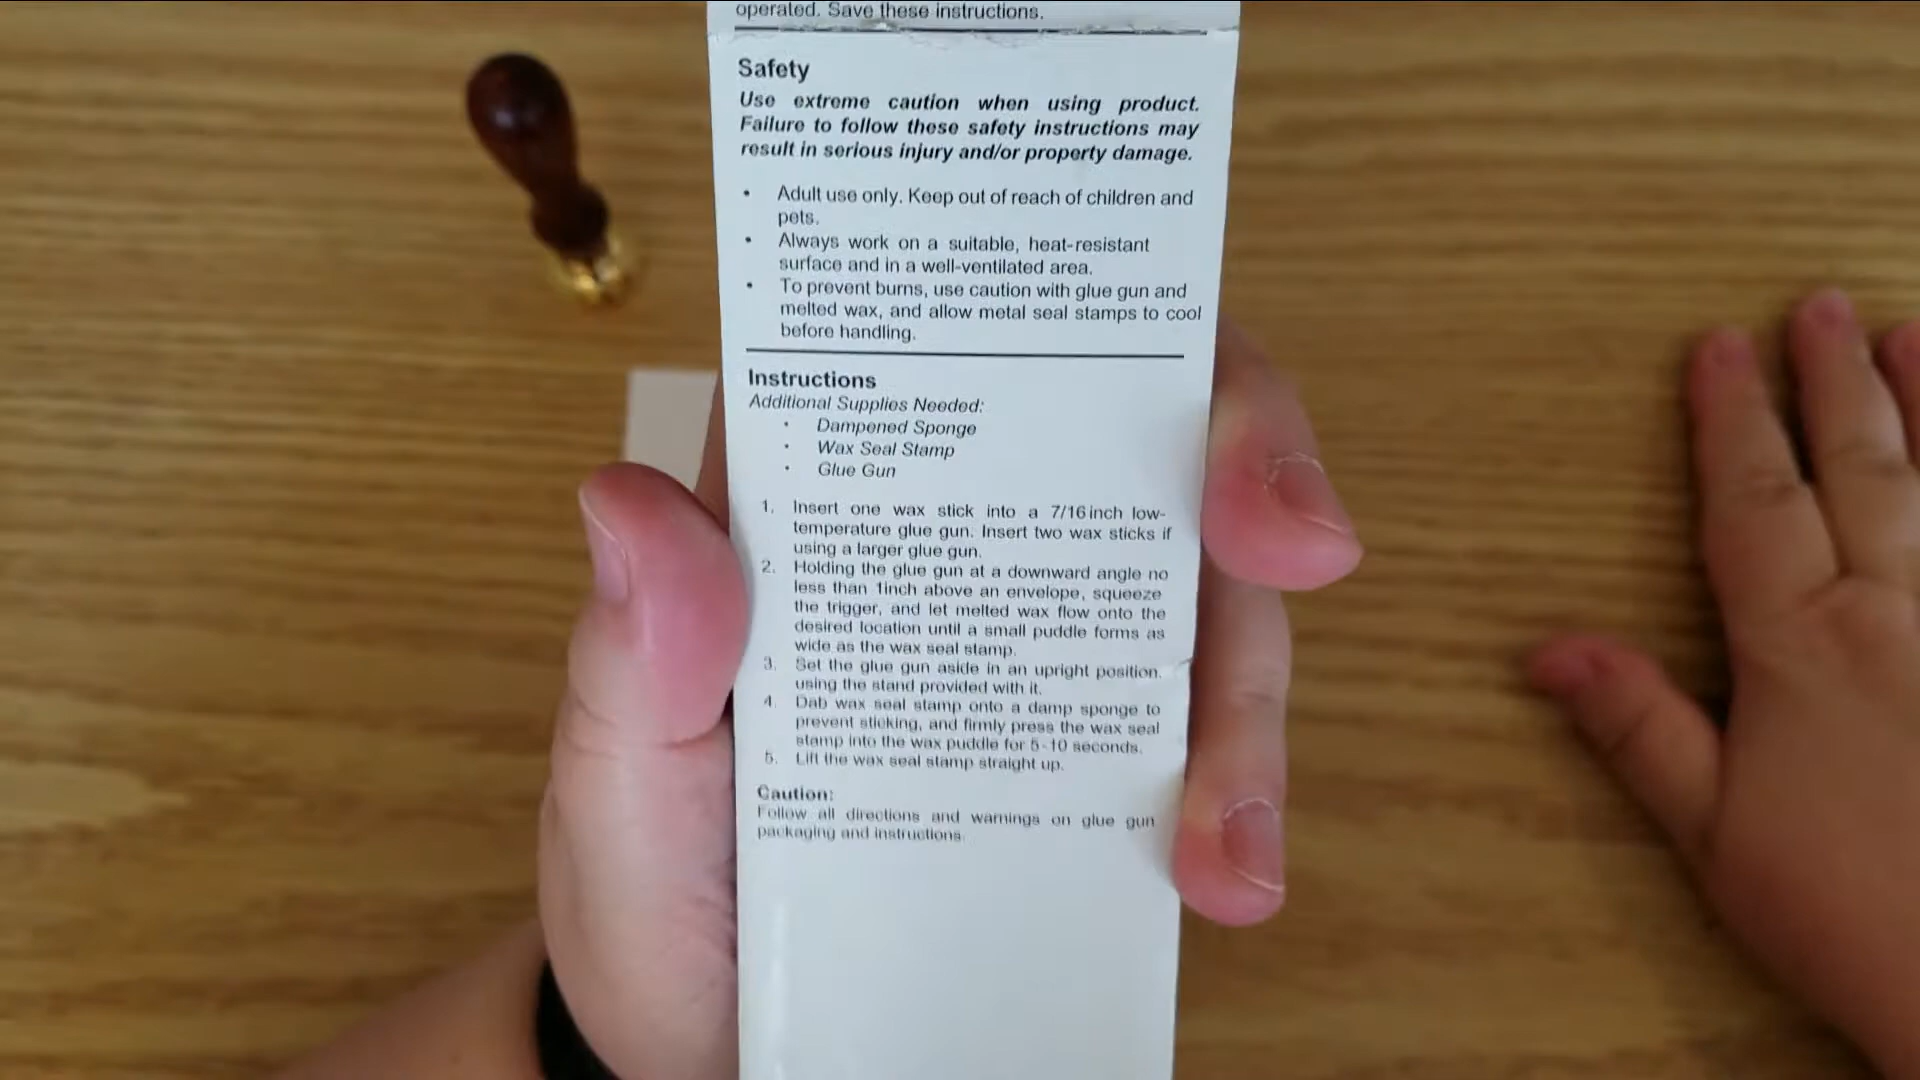 operated. Save these instructions.
Safety
Use extreme caution when using product.
Failure to follow these safety instructions may
result in serious injury and/or property damage.
• Adult use only. Keep out of reach of children and
pets.
• Always work on a suitable, heat-resistant
surface and in a well-ventilated area.
• To prevent burns, use caution with glue gun and
melted wax, and allow metal seal stamps to cool
before handling.
Instructions
Additional Supplies Needed:
• Dampened Sponge
• Wax Seal Stamp
• Glue Gun
1. Insert one wax stick into a 7/16 inch low-
temperature glue gun. Insert two wax sticks if
using a larger glue gun.
2. Holding the glue gun at a downward angle no
less than 1inch above an envelope, squeeze
the trigger, and let melted wax flow onto the
desired location until a small puddle forms as
wide as the wax seal stamp.
3. Set the glue gun aside in an upright position.
using the stand provided with it.
4. Dab wax seal stamp onto a damp sponge to
prevent sticking, and firmly press the wax seal
stamp into the wax puddle for 5-10 seconds.
5. Lift the wax seal stamp straight up.
Caution:
Follow all directions and warnings on glue gun
packaging and instructions.